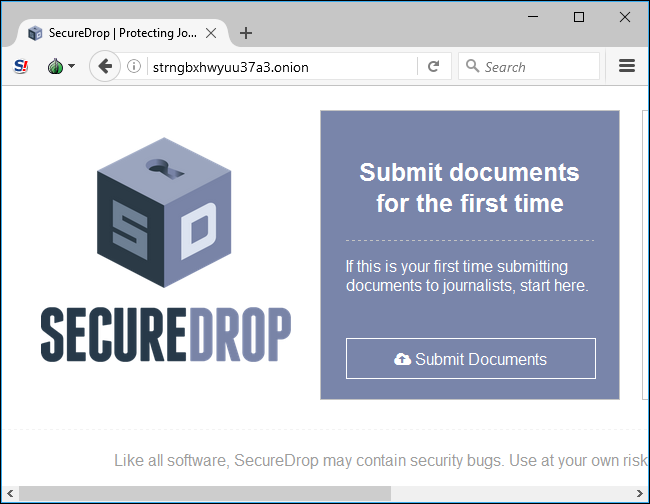 SecureDrop | Protecting Jo...
S!
strngbxhwyuu37a3.onion
Search
SD
SECUREDROP
Submit documents
for the first time
If this is your first time submitting
documents to journalists, start here.
Submit Documents
Like all software, SecureDrop may contain security bugs. Use at your own risk